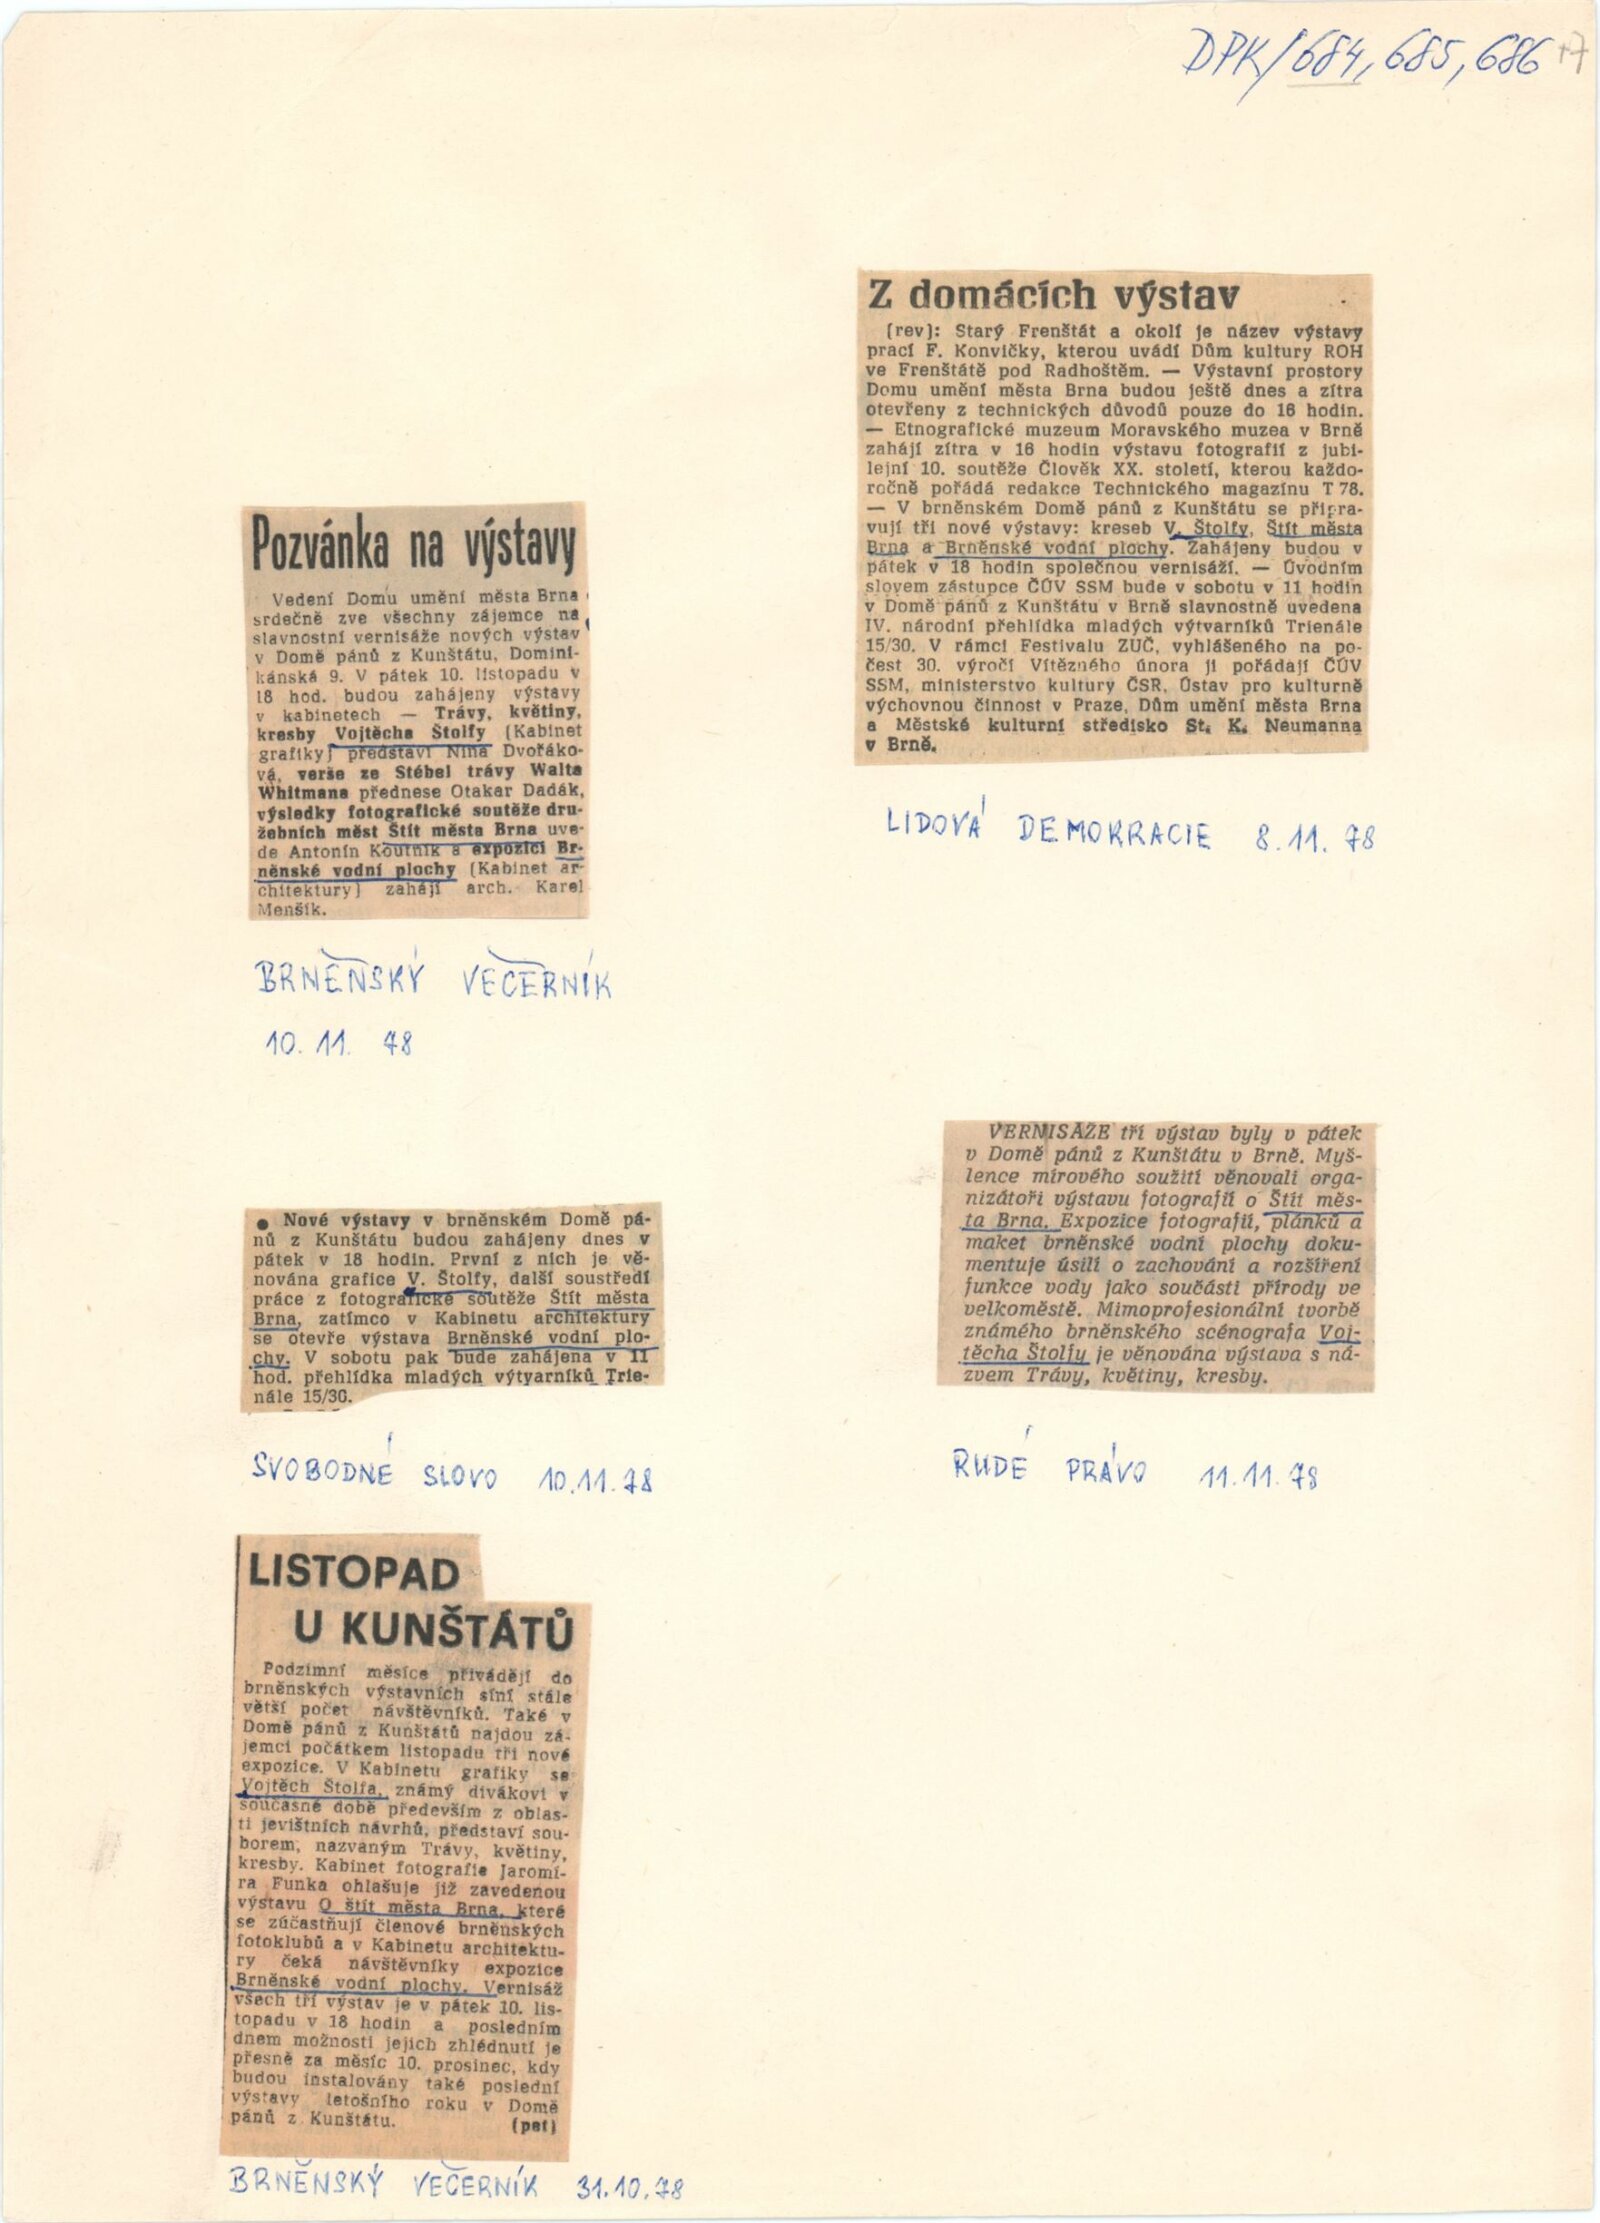 DPK/684, 685, 686 +7
Pozvánka na výstavy
Vedení Domu umění města Brna
srdečně zve všechny zájemce na
slavnostní vernisáže nových výstav
v Domě pánů z Kunštátu, Domini-
kánská 9. V pátek 10. listopadu v
18 hod. budou zahájeny výstavy
v kabinetech — Trávy, květiny,
kresby Vojtěcha Štolfy (Kabinet
grafiky) představí Nina Dvořáko-
vá, verše ze Stébel trávy Walta
Whitmana přednese Otakar Dadák,
výsledky fotografické soutěže dru-
žebních měst Štít města Brna uve-
de Antonín Koutník a expozici Br-
něnské vodní plochy (Kabinet ar-
chitektury) zahájí arch. Karel
Menšík.
BRNĚNSKÝ VEČERNÍK
10. 11. 78
Z domácích výstav
(rev): Starý Frenštát a okolí je název výstavy
prací F. Konvičky, kterou uvádí Dům kultury ROH
ve Frenštátě pod Radhoštěm. — Výstavní prostory
Domu umění města Brna budou ještě dnes a zítra
otevřeny z technických důvodů pouze do 16 hodin.
— Etnografické muzeum Moravského muzea v Brně
zahájí zítra v 16 hodin výstavu fotografií z jubi-
lejní 10. soutěže Člověk XX. století, kterou každo-
ročně pořádá redakce Technického magazínu T 78.
— V brněnském Domě pánů z Kunštátu se připra-
vují tři nové výstavy: kreseb V. Štolfy, Štít města
Brna a Brněnské vodní plochy. Zahájeny budou v
pátek v 18 hodin společnou vernisáží. — Úvodním
slovem zástupce ČÚV SSM bude v sobotu v 11 hodin
v Domě pánů z Kunštátu v Brně slavnostně uvedena
IV. národní přehlídka mladých výtvarníků Trienále
15/30. V rámci Festivalu ZUČ, vyhlášeného na po-
čest 30. výročí Vítězného února ji pořádají ČÚV
SSM, ministerstvo kultury ČSR, Ústav pro kulturně
výchovnou činnost v Praze, Dům umění města Brna
a Městské kulturní středisko St. K. Neumanna
v Brně.
LIDOVÁ DEMOKRACIE 8.11.78
● Nové výstavy v brněnském Domě pá-
nů z Kunštátu budou zahájeny dnes v
pátek v 18 hodin. První z nich je vě-
nována grafice V. Štolfy, další soustředí
práce z fotografické soutěže Štít města
Brna, zatímco v Kabinetu architektury
se otevře výstava Brněnské vodní plo-
chy. V sobotu pak bude zahájena v 11
hod. přehlídka mladých výtvarníků Trie-
nále 15/30.
SVOBODNÉ SLOVO 10.11.78
VERNISÁŽE tří výstav byly v pátek
v Domě pánů z Kunštátu v Brně. Myš-
lence mírového soužití věnovali orga-
nizátoři výstavu fotografií o Štít měs-
ta Brna. Expozice fotografií, plánků a
maket brněnské vodní plochy doku-
mentuje úsilí o zachování a rozšíření
funkce vody jako součásti přírody ve
velkoměstě. Mimoprofesionální tvorbě
známého brněnského scénografa Voj-
těcha Štolfy je věnována výstava s ná-
zvem Trávy, květiny, kresby.
RUDÉ PRÁVO 11.11.78
LISTOPAD
U KUNŠTÁTŮ
Podzimní měsíce přivádějí do
brněnských výstavních síní stále
větší počet návštěvníků. Také v
Domě pánů z Kunštátů najdou zá-
jemci počátkem listopadu tři nové
expozice. V Kabinetu grafiky se
Vojtěch Štolfa, známý divákovi v
současné době především z oblas-
ti jevištních návrhů, představí sou-
borem, nazvaným Trávy, květiny,
kresby. Kabinet fotografie Jaromí-
ra Funka ohlašuje již zavedenou
výstavu O štít města Brna, které
se zúčastňují členové brněnských
fotoklubů a v Kabinetu architektu-
ry čeká návštěvníky expozice
Brněnské vodní plochy. Vernisáž
všech tří výstav je v pátek 10. lis-
topadu v 18 hodin a posledním
dnem možnosti jejich zhlédnutí je
přesně za měsíc 10. prosinec, kdy
budou instalovány také poslední
výstavy letošního roku v Domě
pánů z Kunštátu. (pet)
BRNĚNSKÝ VEČERNÍK 31.10.78